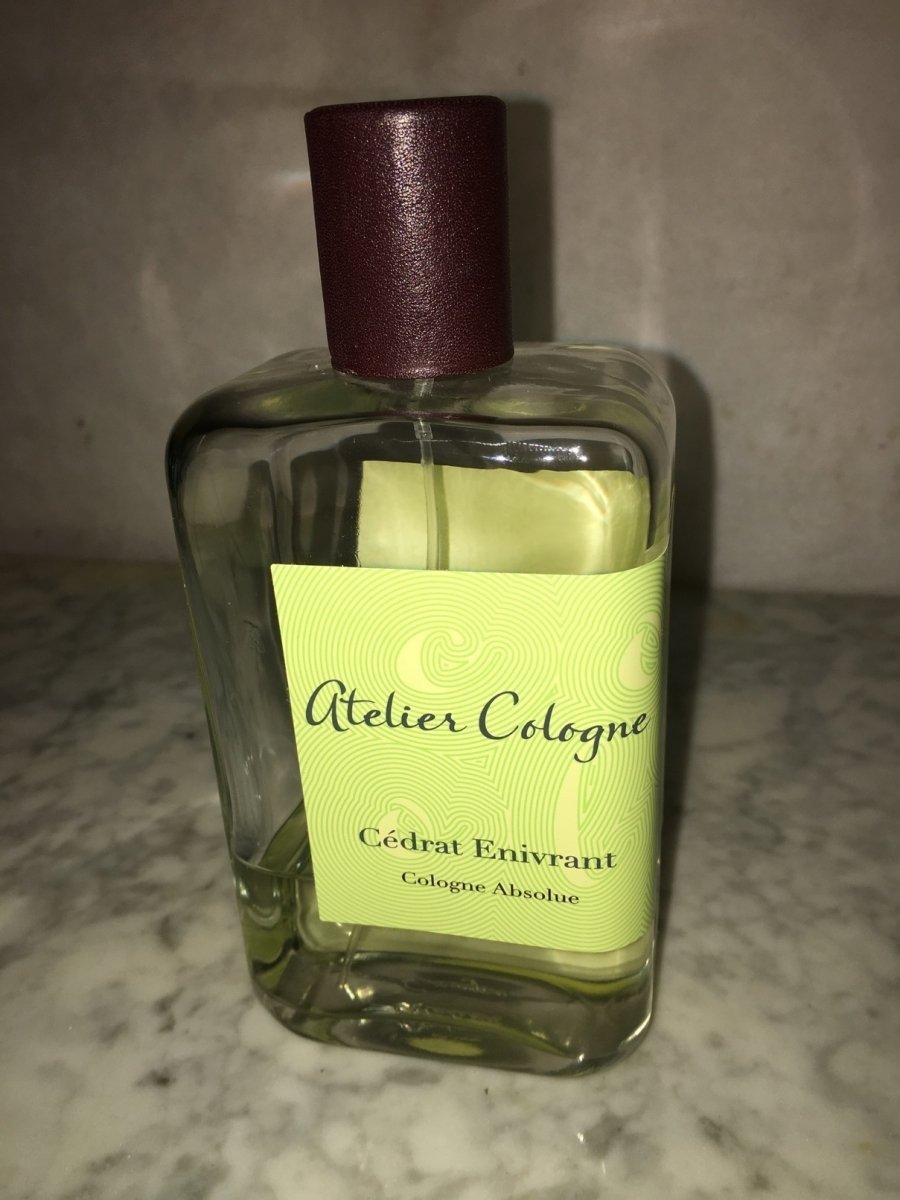 Atelier Cologne
Cédrat Enivrant
Cologne Absolue